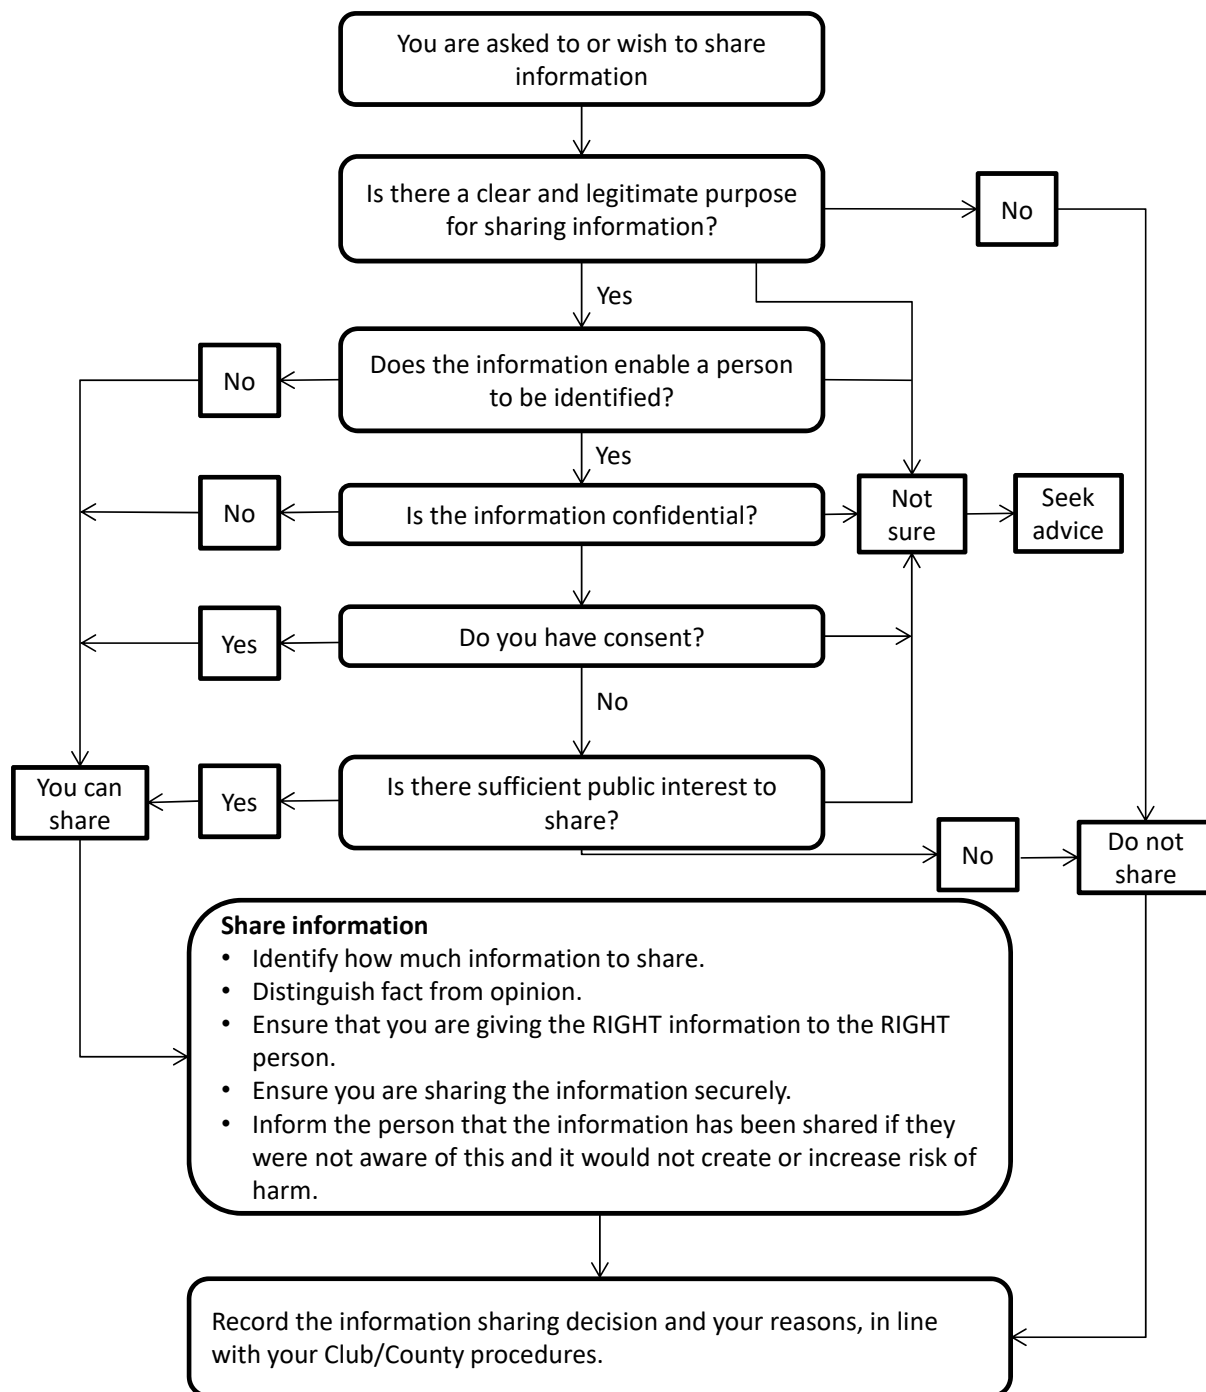 You are asked to or wish to share
information
Is there a clear and legitimate purpose
for sharing information?
No
Yes
Does the information enable a person
to be identified?
No
Yes
Is the information confidential?
No
Not
sure
Seek
advice
Do you have consent?
Yes
No
Is there sufficient public interest to
share?
Yes
You can
share
No
Do not
share
Share information
• Identify how much information to share.
• Distinguish fact from opinion.
• Ensure that you are giving the RIGHT information to the RIGHT
person.
• Ensure you are sharing the information securely.
• Inform the person that the information has been shared if they
were not aware of this and it would not create or increase risk of
harm.
Record the information sharing decision and your reasons, in line
with your Club/County procedures.